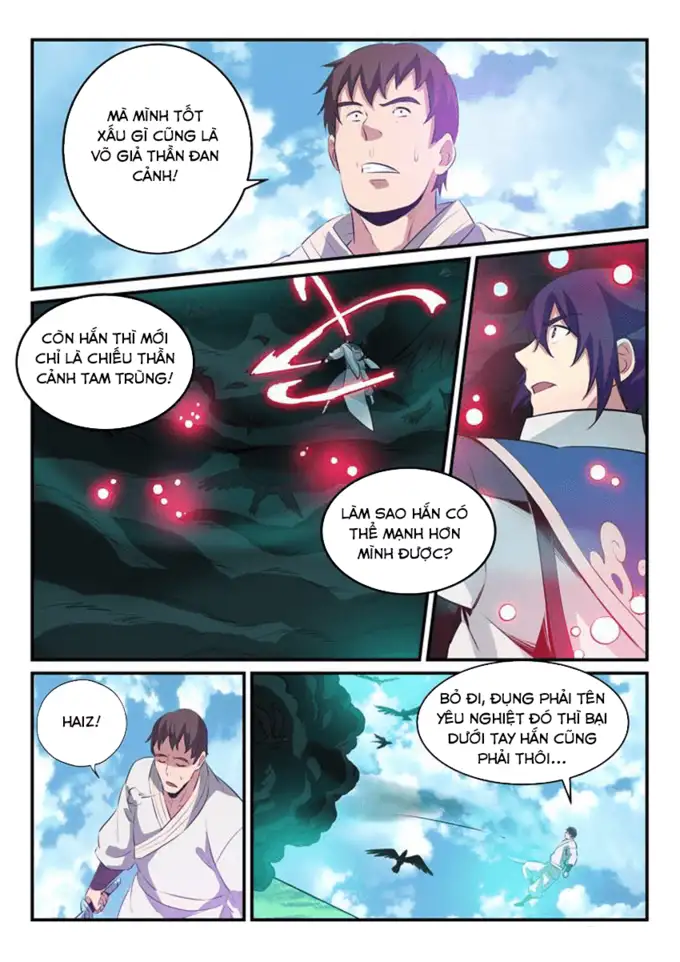 MÀ MÌNH TỐT
XẤU GÌ CŨNG LÀ
VÕ GIẢ THẦN ĐAN
CẢNH!
CÒN HẮN THÌ MỚI
CHỈ LÀ CHIẾU THẦN
CẢNH TAM TRÙNG!
LÀM SAO HẮN CÓ
THỂ MẠNH HƠN
MÌNH ĐƯỢC?
HAIZ!
BỎ ĐI, ĐỤNG PHẢI TÊN
YÊU NGHIỆT ĐÓ THÌ BẠI
DƯỚI TAY HẮN CŨNG
PHẢI THÔI...